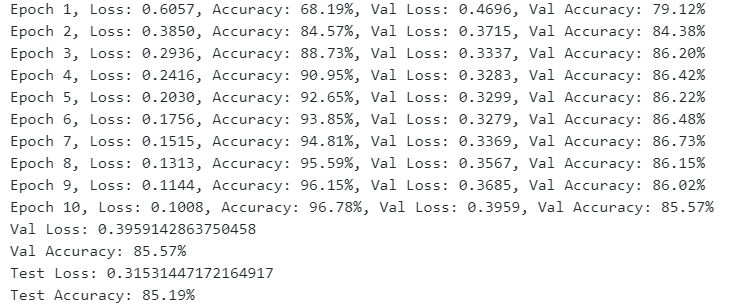 Epoch 1, Loss: 0.6057, Accuracy: 68.19%, Val Loss: 0.4696, Val Accuracy: 79.12%
Epoch 2, Loss: 0.3850, Accuracy: 84.57%, Val Loss: 0.3715, Val Accuracy: 84.38%
Epoch 3, Loss: 0.2936, Accuracy: 88.73%, Val Loss: 0.3337, Val Accuracy: 86.20%
Epoch 4, Loss: 0.2416, Accuracy: 90.95%, Val Loss: 0.3283, Val Accuracy: 86.42%
Epoch 5, Loss: 0.2030, Accuracy: 92.65%, Val Loss: 0.3299, Val Accuracy: 86.22%
Epoch 6, Loss: 0.1756, Accuracy: 93.85%, Val Loss: 0.3279, Val Accuracy: 86.48%
Epoch 7, Loss: 0.1515, Accuracy: 94.81%, Val Loss: 0.3369, Val Accuracy: 86.73%
Epoch 8, Loss: 0.1313, Accuracy: 95.59%, Val Loss: 0.3567, Val Accuracy: 86.15%
Epoch 9, Loss: 0.1144, Accuracy: 96.15%, Val Loss: 0.3685, Val Accuracy: 86.02%
Epoch 10, Loss: 0.1008, Accuracy: 96.78%, Val Loss: 0.3959, Val Accuracy: 85.57%
Val Loss: 0.3959142863750458
Val Accuracy: 85.57%
Test Loss: 0.31531447172164917
Test Accuracy: 85.19%